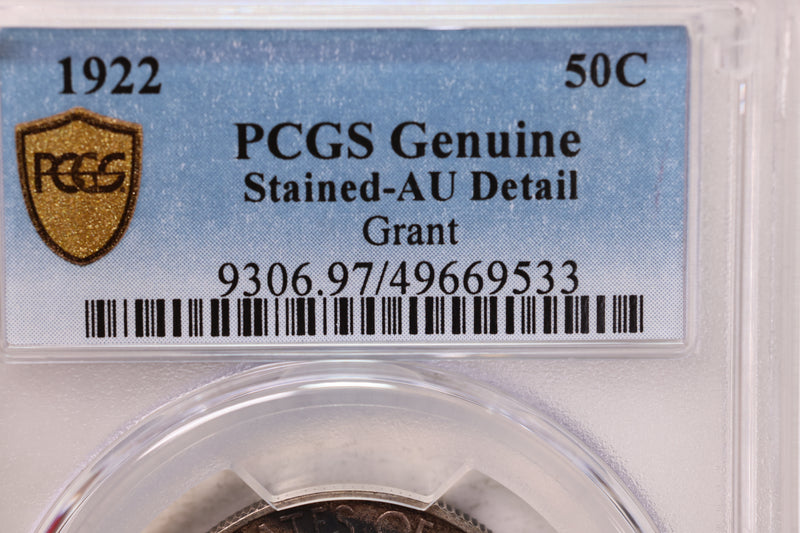 1922 50C
PCGS
PCGS Genuine
Stained-AU Detail
Grant
9306.97/49669533